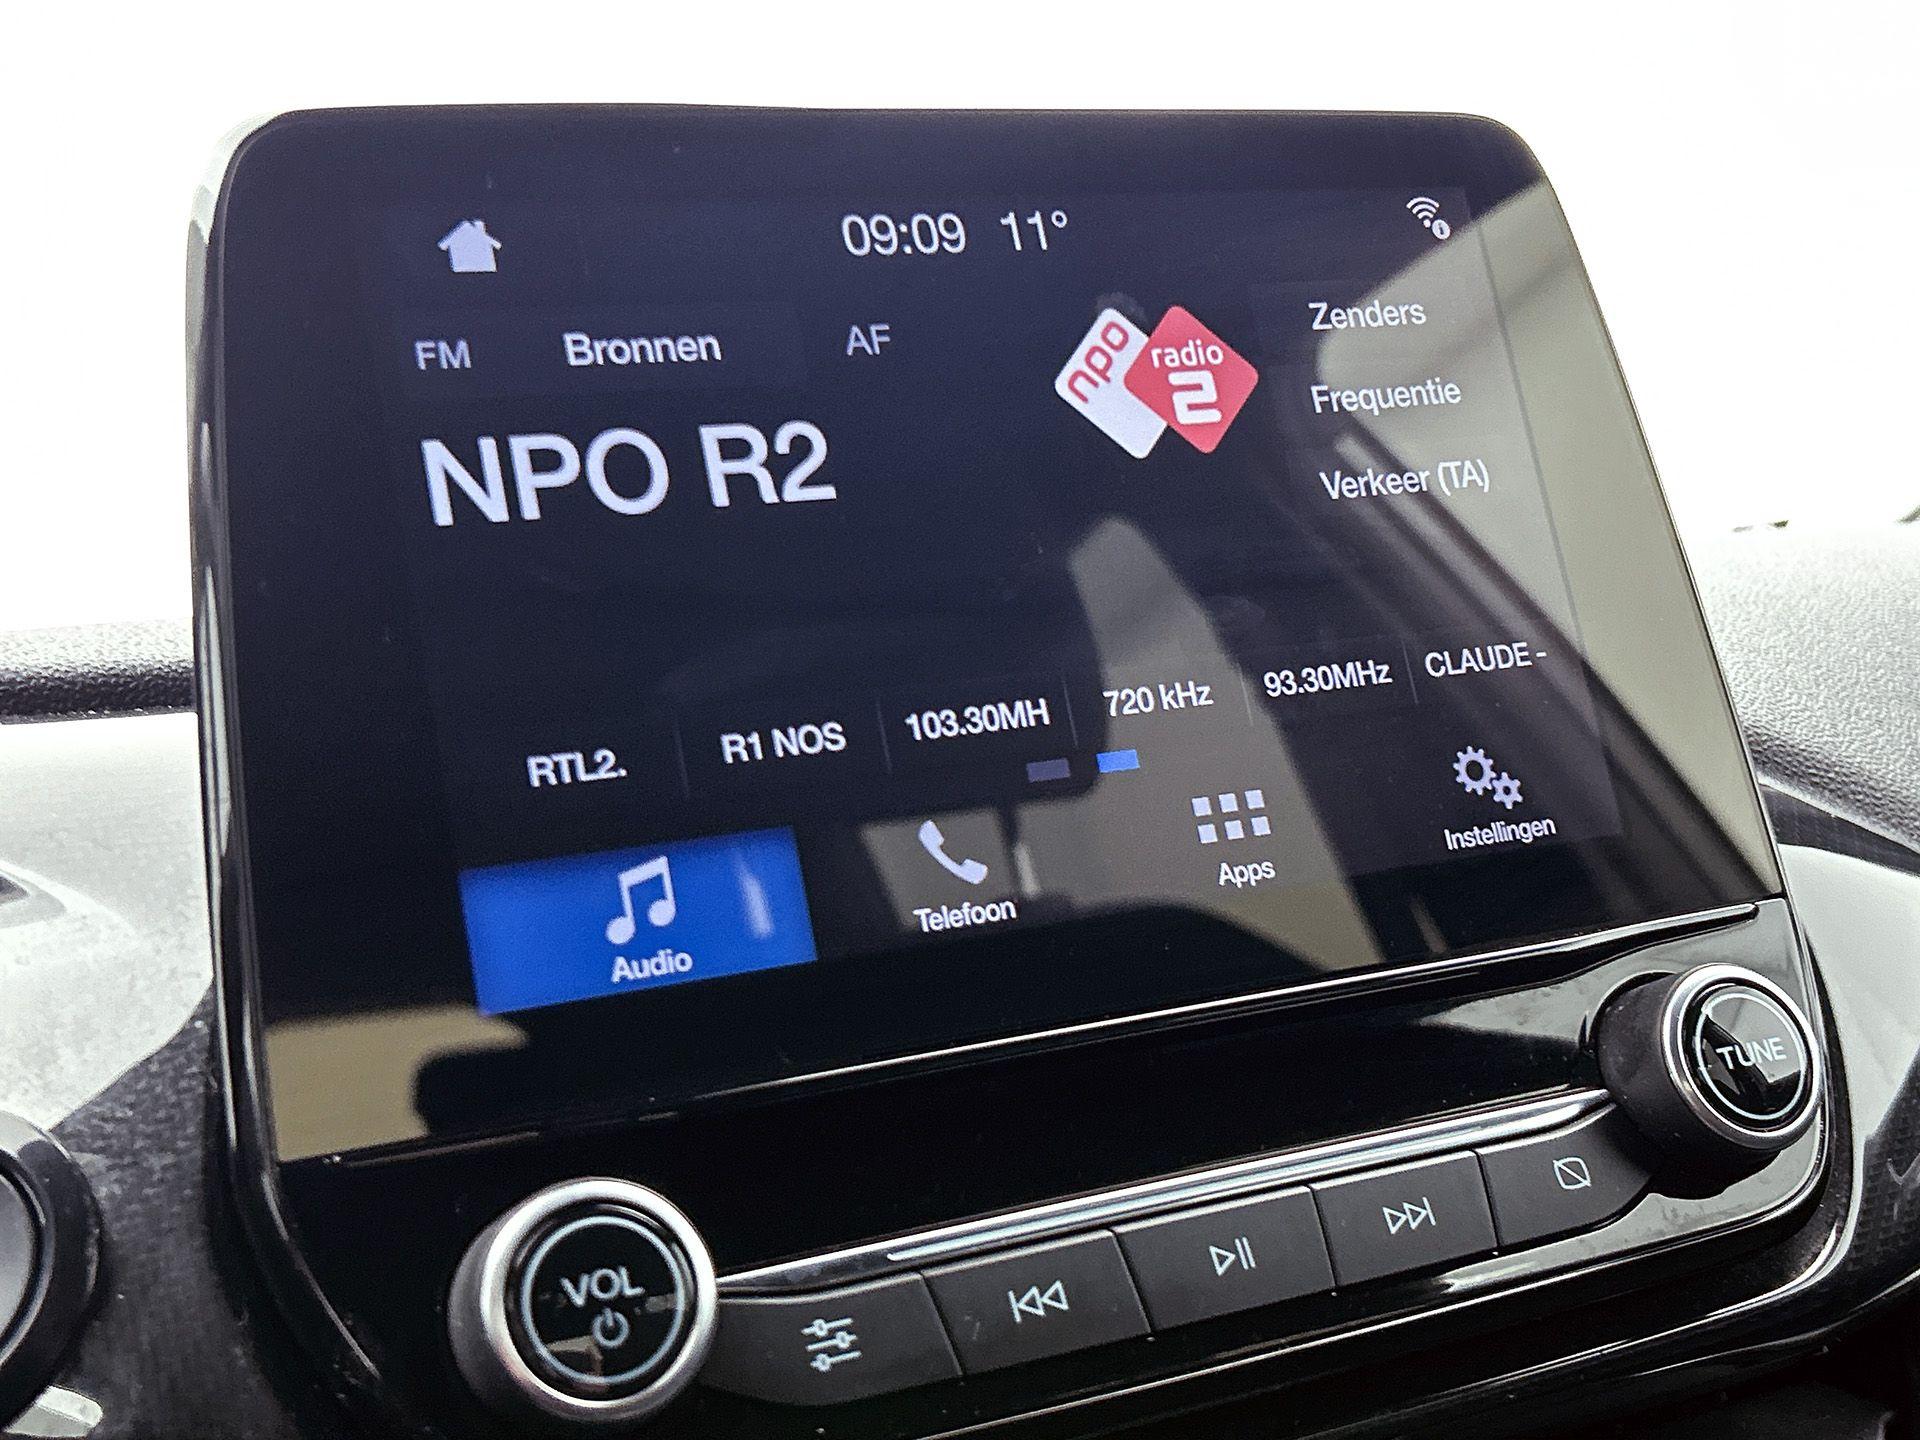 09:09 11°
FM Bronnen AF
npo radio 2
Zenders
Frequentie
Verkeer (TA)
NPO R2
RTL2. R1 NOS 103.30MH 720 kHz 93.30MHz CLAUDE -
Audio Telefoon Apps Instellingen
VOL
TUNE